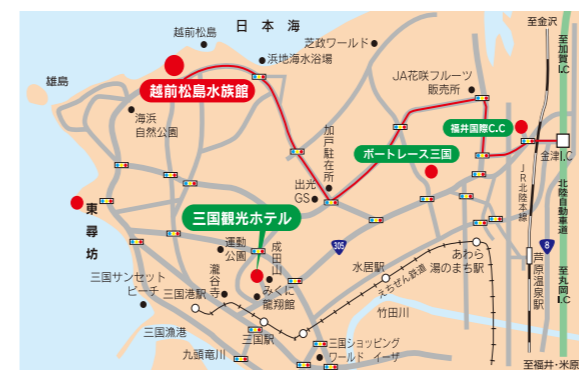 日本海
至金沢
越前松島
芝政ワールド
浜地海水浴場
至加賀I.C
雄島
越前松島水族館
JA花咲フルーツ
販売所
海浜
自然公園
加戸駐在所
福井国際C.C
ボートレース三国
金津I.C
出光
GS
JR北陸本線
北陸自動車道
東尋坊
三国観光ホテル
運動
公園
成田山
305
8
あわら
湯のまち駅
水居駅
芦原温泉駅
三国サンセット
ビーチ
瀧谷寺
みくに
龍翔館
えちぜん鉄道
至丸岡I.C
三国港駅
竹田川
三国漁港
三国駅
三国ショッピング
ワールド イーザ
九頭竜川
至福井・米原